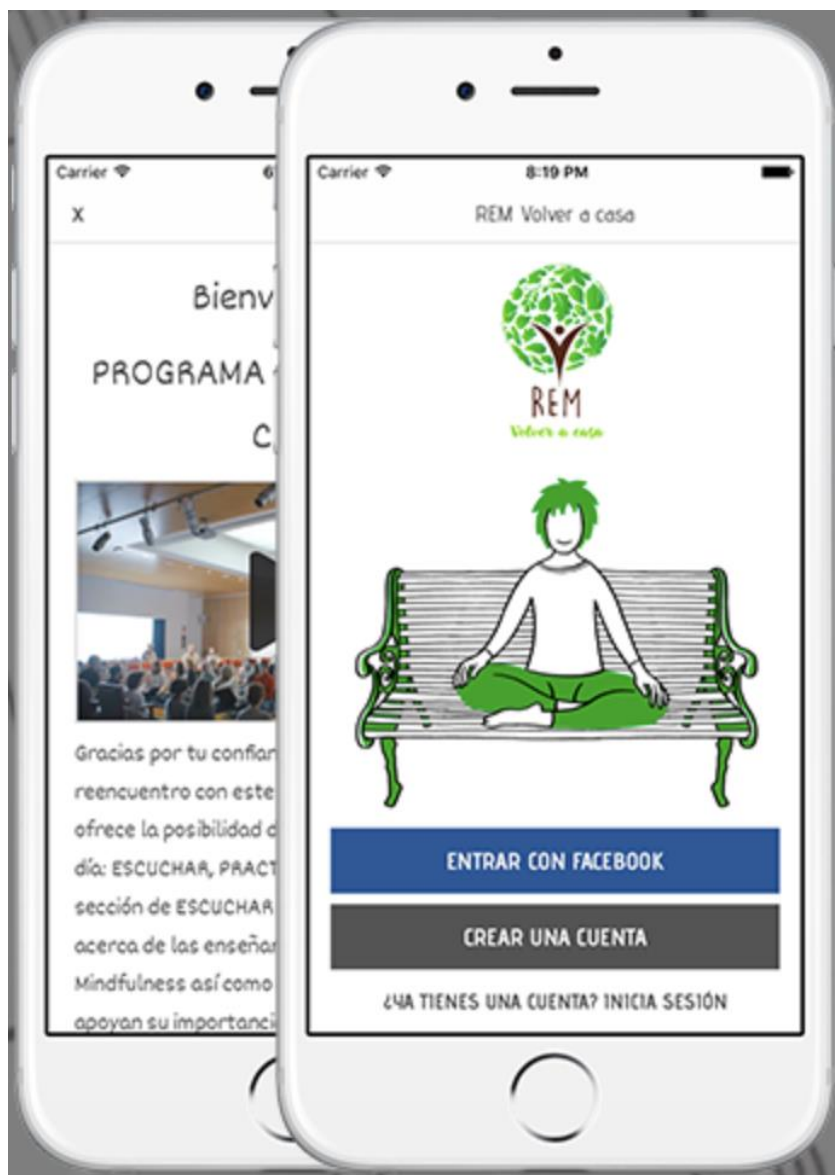 Carrier
X
Bienv
PROGRAMA
C
Gracias por tu confian
reencuentro con este
ofrece la posibilidad d
día: ESCUCHAR, PRACT
sección de ESCUCHAR
acerca de las enseñan
Mindfulness así como
apoyan su importanci
Carrier
8:19 PM
REM Volver a casa
REM
Volver a casa
ENTRAR CON FACEBOOK
CREAR UNA CUENTA
¿YA TIENES UNA CUENTA? INICIA SESIÓN